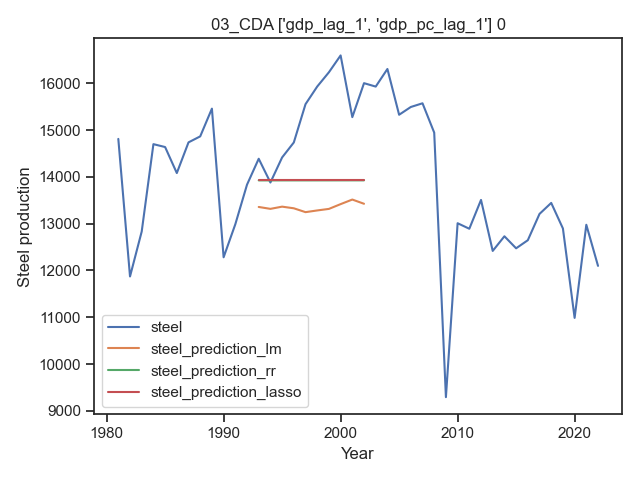 03_CDA ['gdp_lag_1', 'gdp_pc_lag_1'] 0
Steel production
16000
15000
14000
13000
12000
11000
10000
9000
steel
steel_prediction_lm
steel_prediction_rr
steel_prediction_lasso
1980
1990
2000
2010
2020
Year